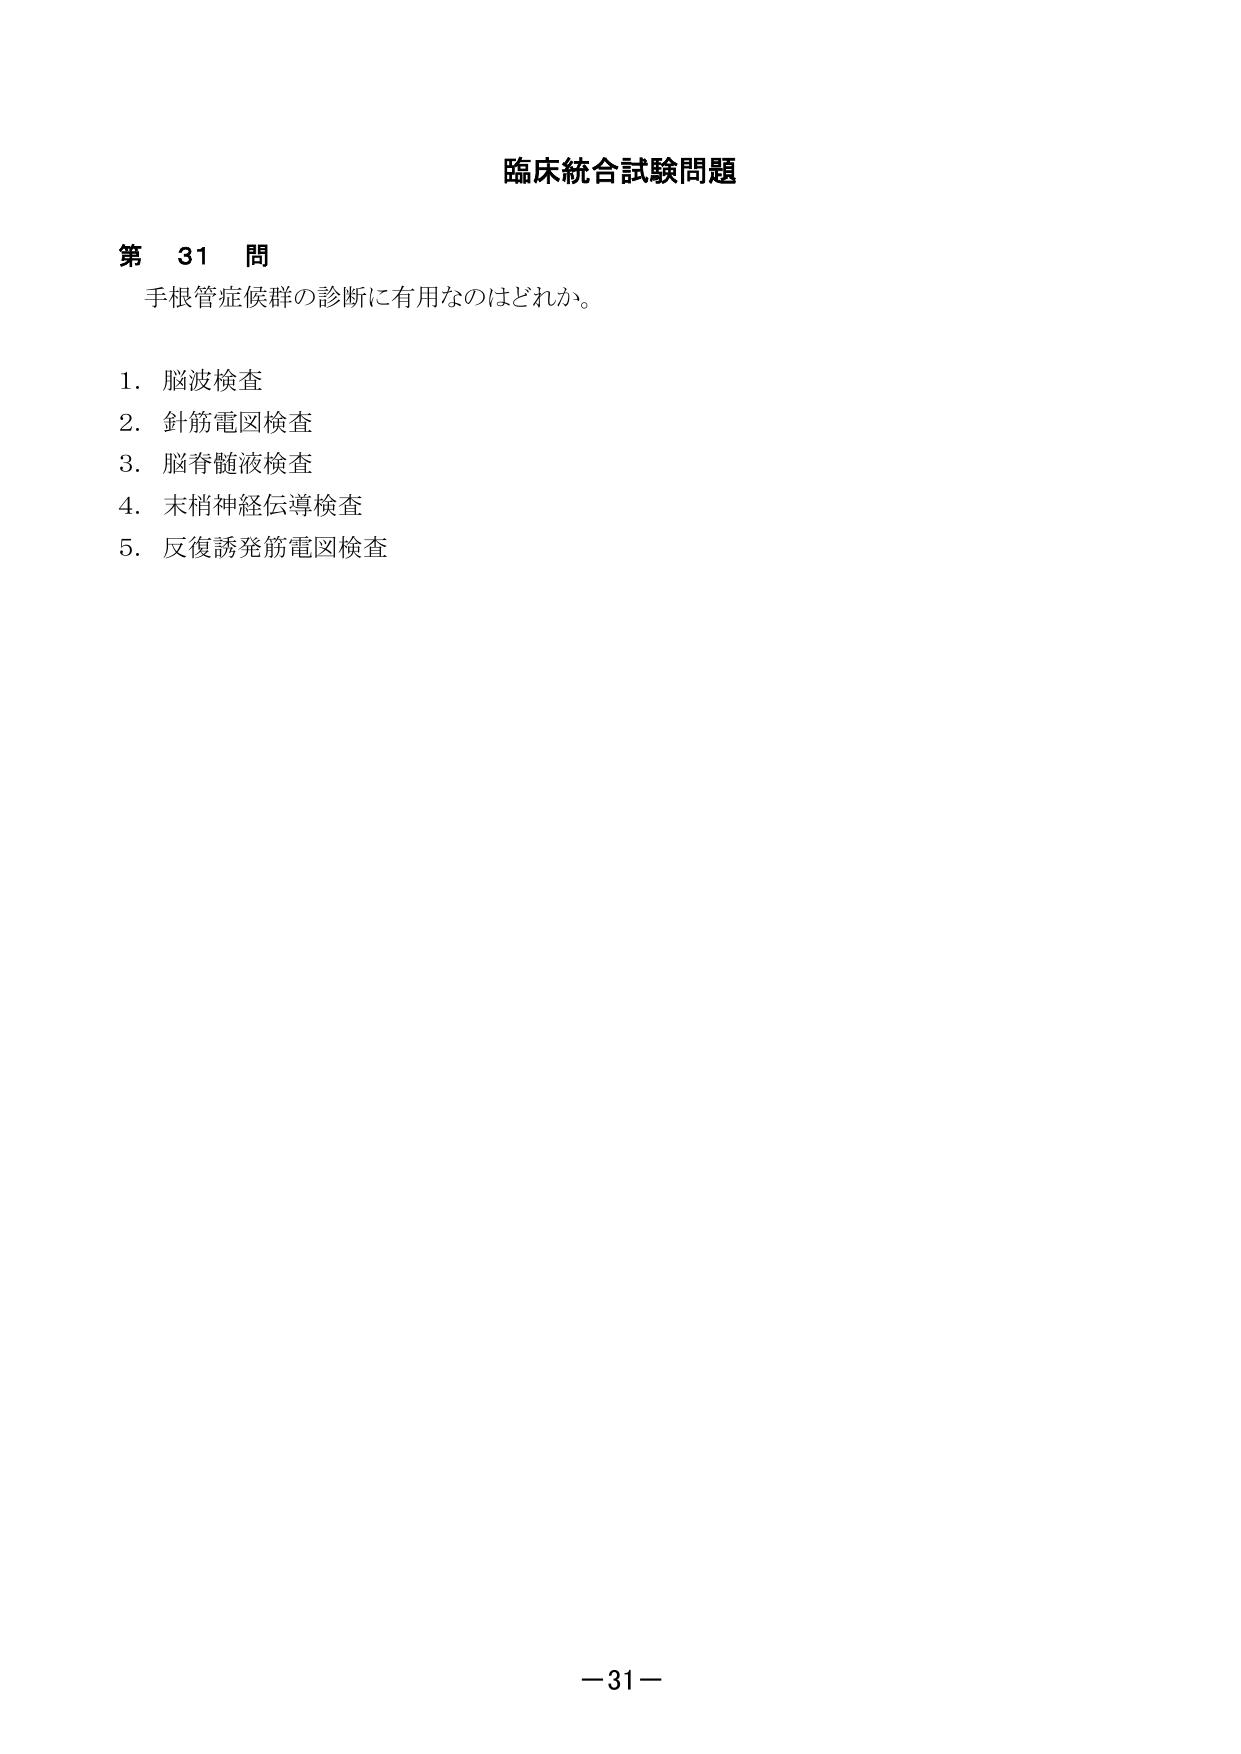 臨床統合試験問題
第 31 問
手根管症候群の診断に有用なのはどれか。
1. 脳波検査
2. 針筋電図検査
3. 脳脊髄液検査
4. 末梢神経伝導検査
5. 反復誘発筋電図検査
―31―